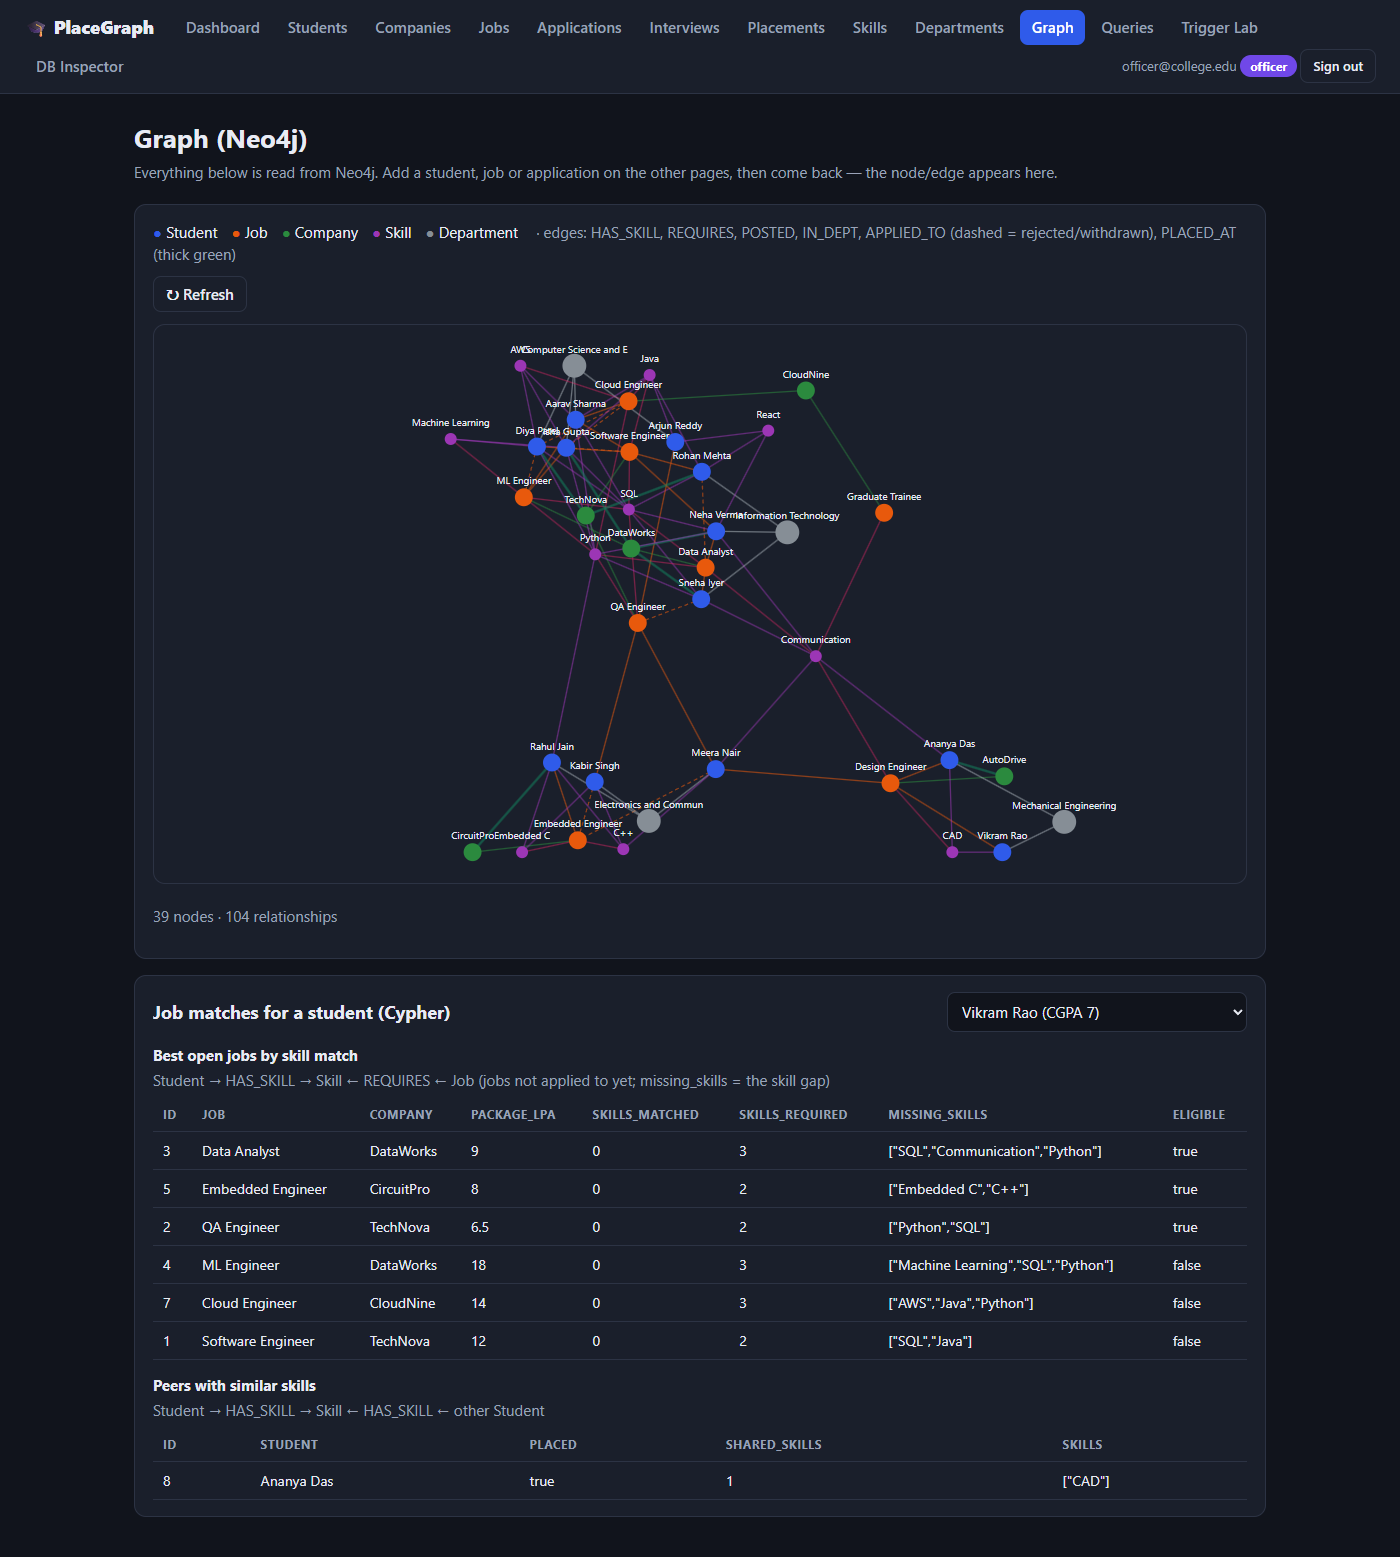 PlaceGraph
Dashboard
Students
Companies
Jobs
Applications
Interviews
Placements
Skills
Departments
Graph
Queries
Trigger Lab
DB Inspector
officer@college.edu
officer
Sign out
Graph (Neo4j)
Everything below is read from Neo4j. Add a student, job or application on the other pages, then come back — the node/edge appears here.
● Student ● Job ● Company ● Skill ● Department · edges: HAS_SKILL, REQUIRES, POSTED, IN_DEPT, APPLIED_TO (dashed = rejected/withdrawn), PLACED_AT
(thick green)
↻ Refresh
Computer Science and E
Java
CloudNine
Cloud Engineer
Aarav Sharma
React
Machine Learning
Arjun Reddy
Software Engineer
Gupta
Rohan Mehta
ML Engineer
SQL
TechNova
Graduate Trainee
Neha Verma
Information Technology
DataWorks
Python
Data Analyst
Sneha Iyer
QA Engineer
Communication
Rahul Jain
Kabir Singh
Meera Nair
Ananya Das
AutoDrive
Design Engineer
Electronics and Commun
Mechanical Engineering
Embedded Engineer
CircuitPro
Embedded C
C++
CAD
Vikram Rao
39 nodes · 104 relationships
Job matches for a student (Cypher)
Vikram Rao (CGPA 7)
Best open jobs by skill match
Student → HAS_SKILL → Skill ← REQUIRES ← Job (jobs not applied to yet; missing_skills = the skill gap)
ID JOB COMPANY PACKAGE_LPA SKILLS_MATCHED SKILLS_REQUIRED MISSING_SKILLS ELIGIBLE
3 Data Analyst DataWorks 9 0 3 ["SQL","Communication","Python"] true
5 Embedded Engineer CircuitPro 8 0 2 ["Embedded C","C++"] true
2 QA Engineer TechNova 6.5 0 2 ["Python","SQL"] true
4 ML Engineer DataWorks 18 0 3 ["Machine Learning","SQL","Python"] false
7 Cloud Engineer CloudNine 14 0 3 ["AWS","Java","Python"] false
1 Software Engineer TechNova 12 0 2 ["SQL","Java"] false
Peers with similar skills
Student → HAS_SKILL → Skill ← HAS_SKILL ← other Student
ID STUDENT PLACED SHARED_SKILLS SKILLS
8 Ananya Das true 1 ["CAD"]